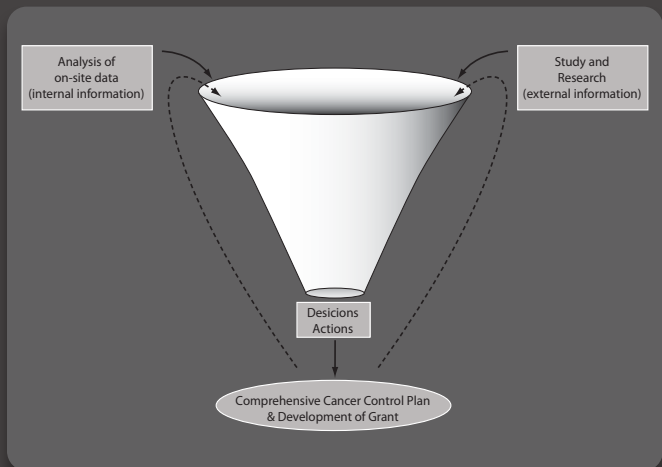 Analysis of
on-site data
(internal information)
Study and
Research
(external information)
Desicions
Actions
Comprehensive Cancer Control Plan
& Development of Grant